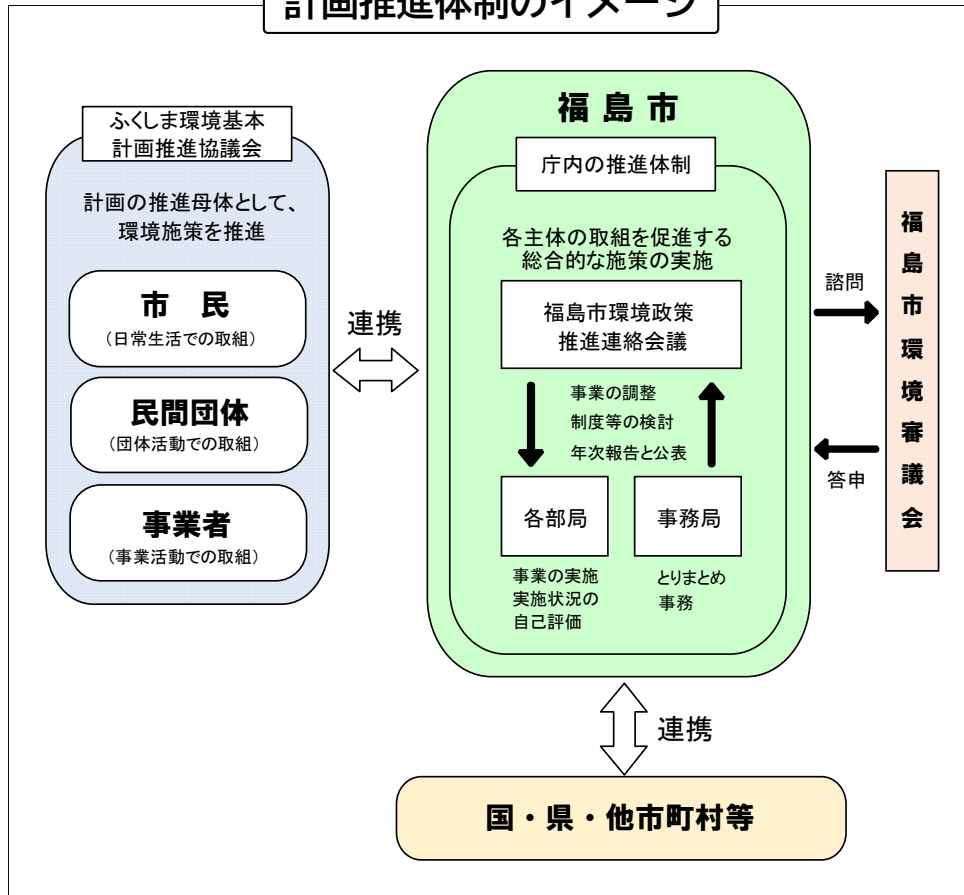 計画推進体制のイメージ
ふくしま環境基本
計画推進協議会
計画の推進母体として、
環境施策を推進
市　民
（日常生活での取組）
民間団体
（団体活動での取組）
事業者
（事業活動での取組）
連携
福島市
庁内の推進体制
各主体の取組を促進する
総合的な施策の実施
福島市環境政策
推進連絡会議
事業の調整
制度等の検討
年次報告と公表
各部局
事務局
事業の実施
実施状況の
自己評価
とりまとめ
事務
諮問
答申
福島市環境審議会
連携
国・県・他市町村等